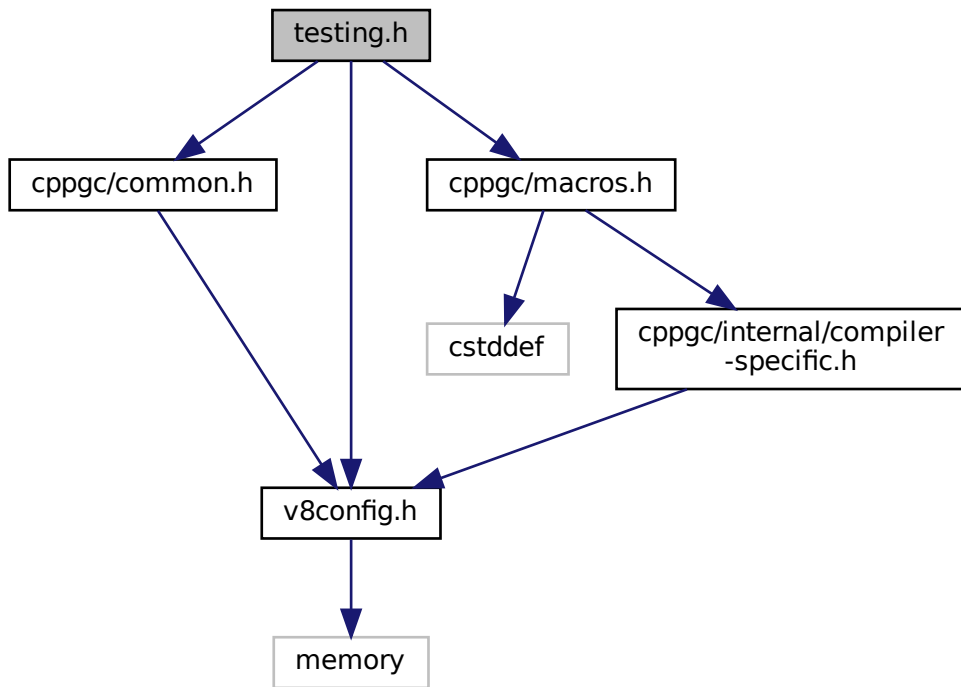 testing.h
cppgc/common.h
cppgc/macros.h
cstddef
cppgc/internal/compiler
-specific.h
v8config.h
memory